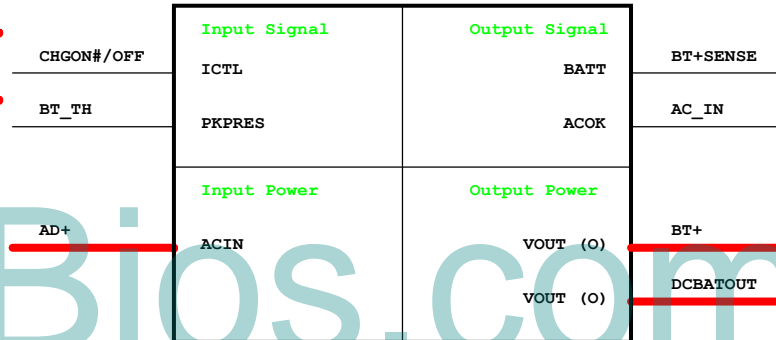 Input Signal Output Signal
CHGON#/OFF ICTL BATT BT+SENSE
BT_TH PKPRES ACOK AC_IN
Input Power Output Power
AD+ ACIN VOUT (O) BT+
VOUT (O) DCBATOUT
Bios.com